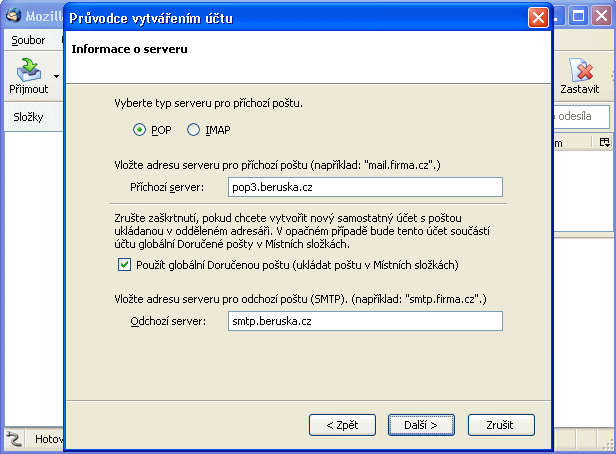 Mozille
Průvodce vytvářením účtu
Soubor
Informace o serveru
Přijmout
Zastavit
Složky
o odesíla
m
Vyberte typ serveru pro příchozí poštu.
POP IMAP
Vložte adresu serveru pro příchozí poštu (například: "mail.firma.cz".)
Příchozí server: pop3.beruska.cz
Zrušte zaškrtnutí, pokud chcete vytvořit nový samostatný účet s poštou
ukládanou v odděleném adresáři. V opačném případě bude tento účet součástí
účtu globální Doručené pošty v Místních složkách.
Použít globální Doručenou poštu (ukládat poštu v Místních složkách)
Vložte adresu serveru pro odchozí poštu (SMTP). (například: "smtp.firma.cz".)
Odchozí server: smtp.beruska.cz
< Zpět Další > Zrušit
Hotov